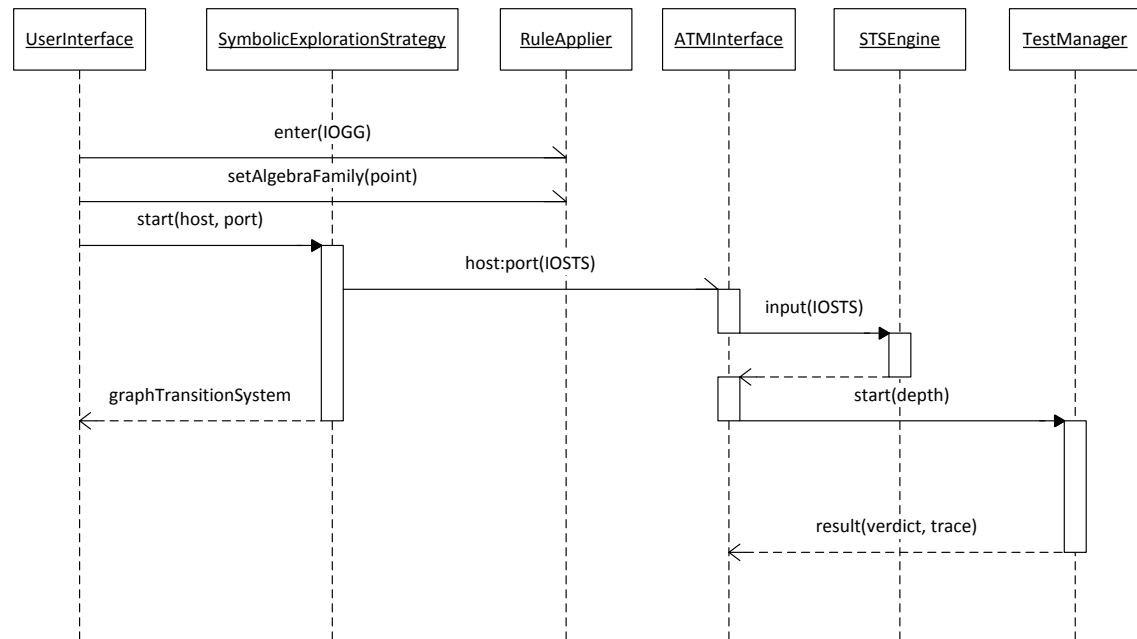 UserInterface
SymbolicExplorationStrategy
RuleApplier
ATMInterface
STSEngine
TestManager
enter(IOGG)
setAlgebraFamily(point)
start(host, port)
host:port(IOSTS)
input(IOSTS)
graphTransitionSystem
start(depth)
result(verdict, trace)